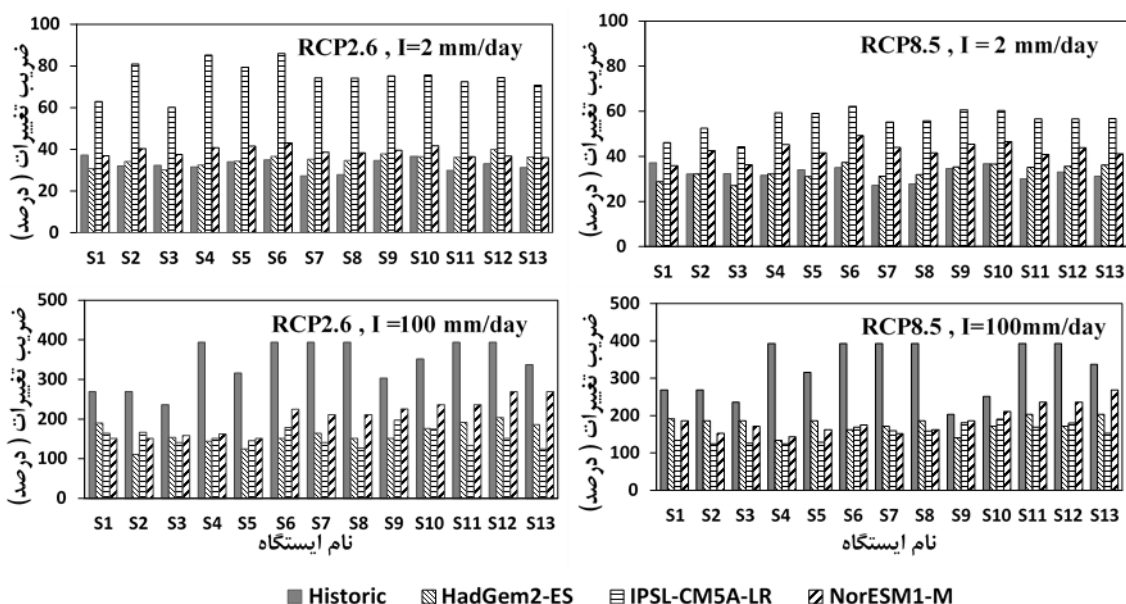 RCP2.6 , I=2 mm/day
ضریب تغییرات ( درصد)
100
80
60
40
20
0
S1 S2 S3 S4 S5 S6 S7 S8 S9 S10 S11 S12 S13
RCP8.5 , I = 2 mm/day
ضریب تغییرات ( درصد)
100
80
60
40
20
0
S1 S2 S3 S4 S5 S6 S7 S8 S9 S10 S11 S12 S13
RCP2.6 , I =100 mm/day
ضریب تغییرات ( درصد)
500
400
300
200
100
0
S1 S2 S3 S4 S5 S6 S7 S8 S9 S10 S11 S12 S13
نام ایستگاه
RCP8.5 , I=100mm/day
ضریب تغییرات ( درصد)
500
400
300
200
100
0
S1 S2 S3 S4 S5 S6 S7 S8 S9 S10 S11 S12 S13
نام ایستگاه
Historic HadGem2-ES IPSL-CM5A-LR NorESM1-M